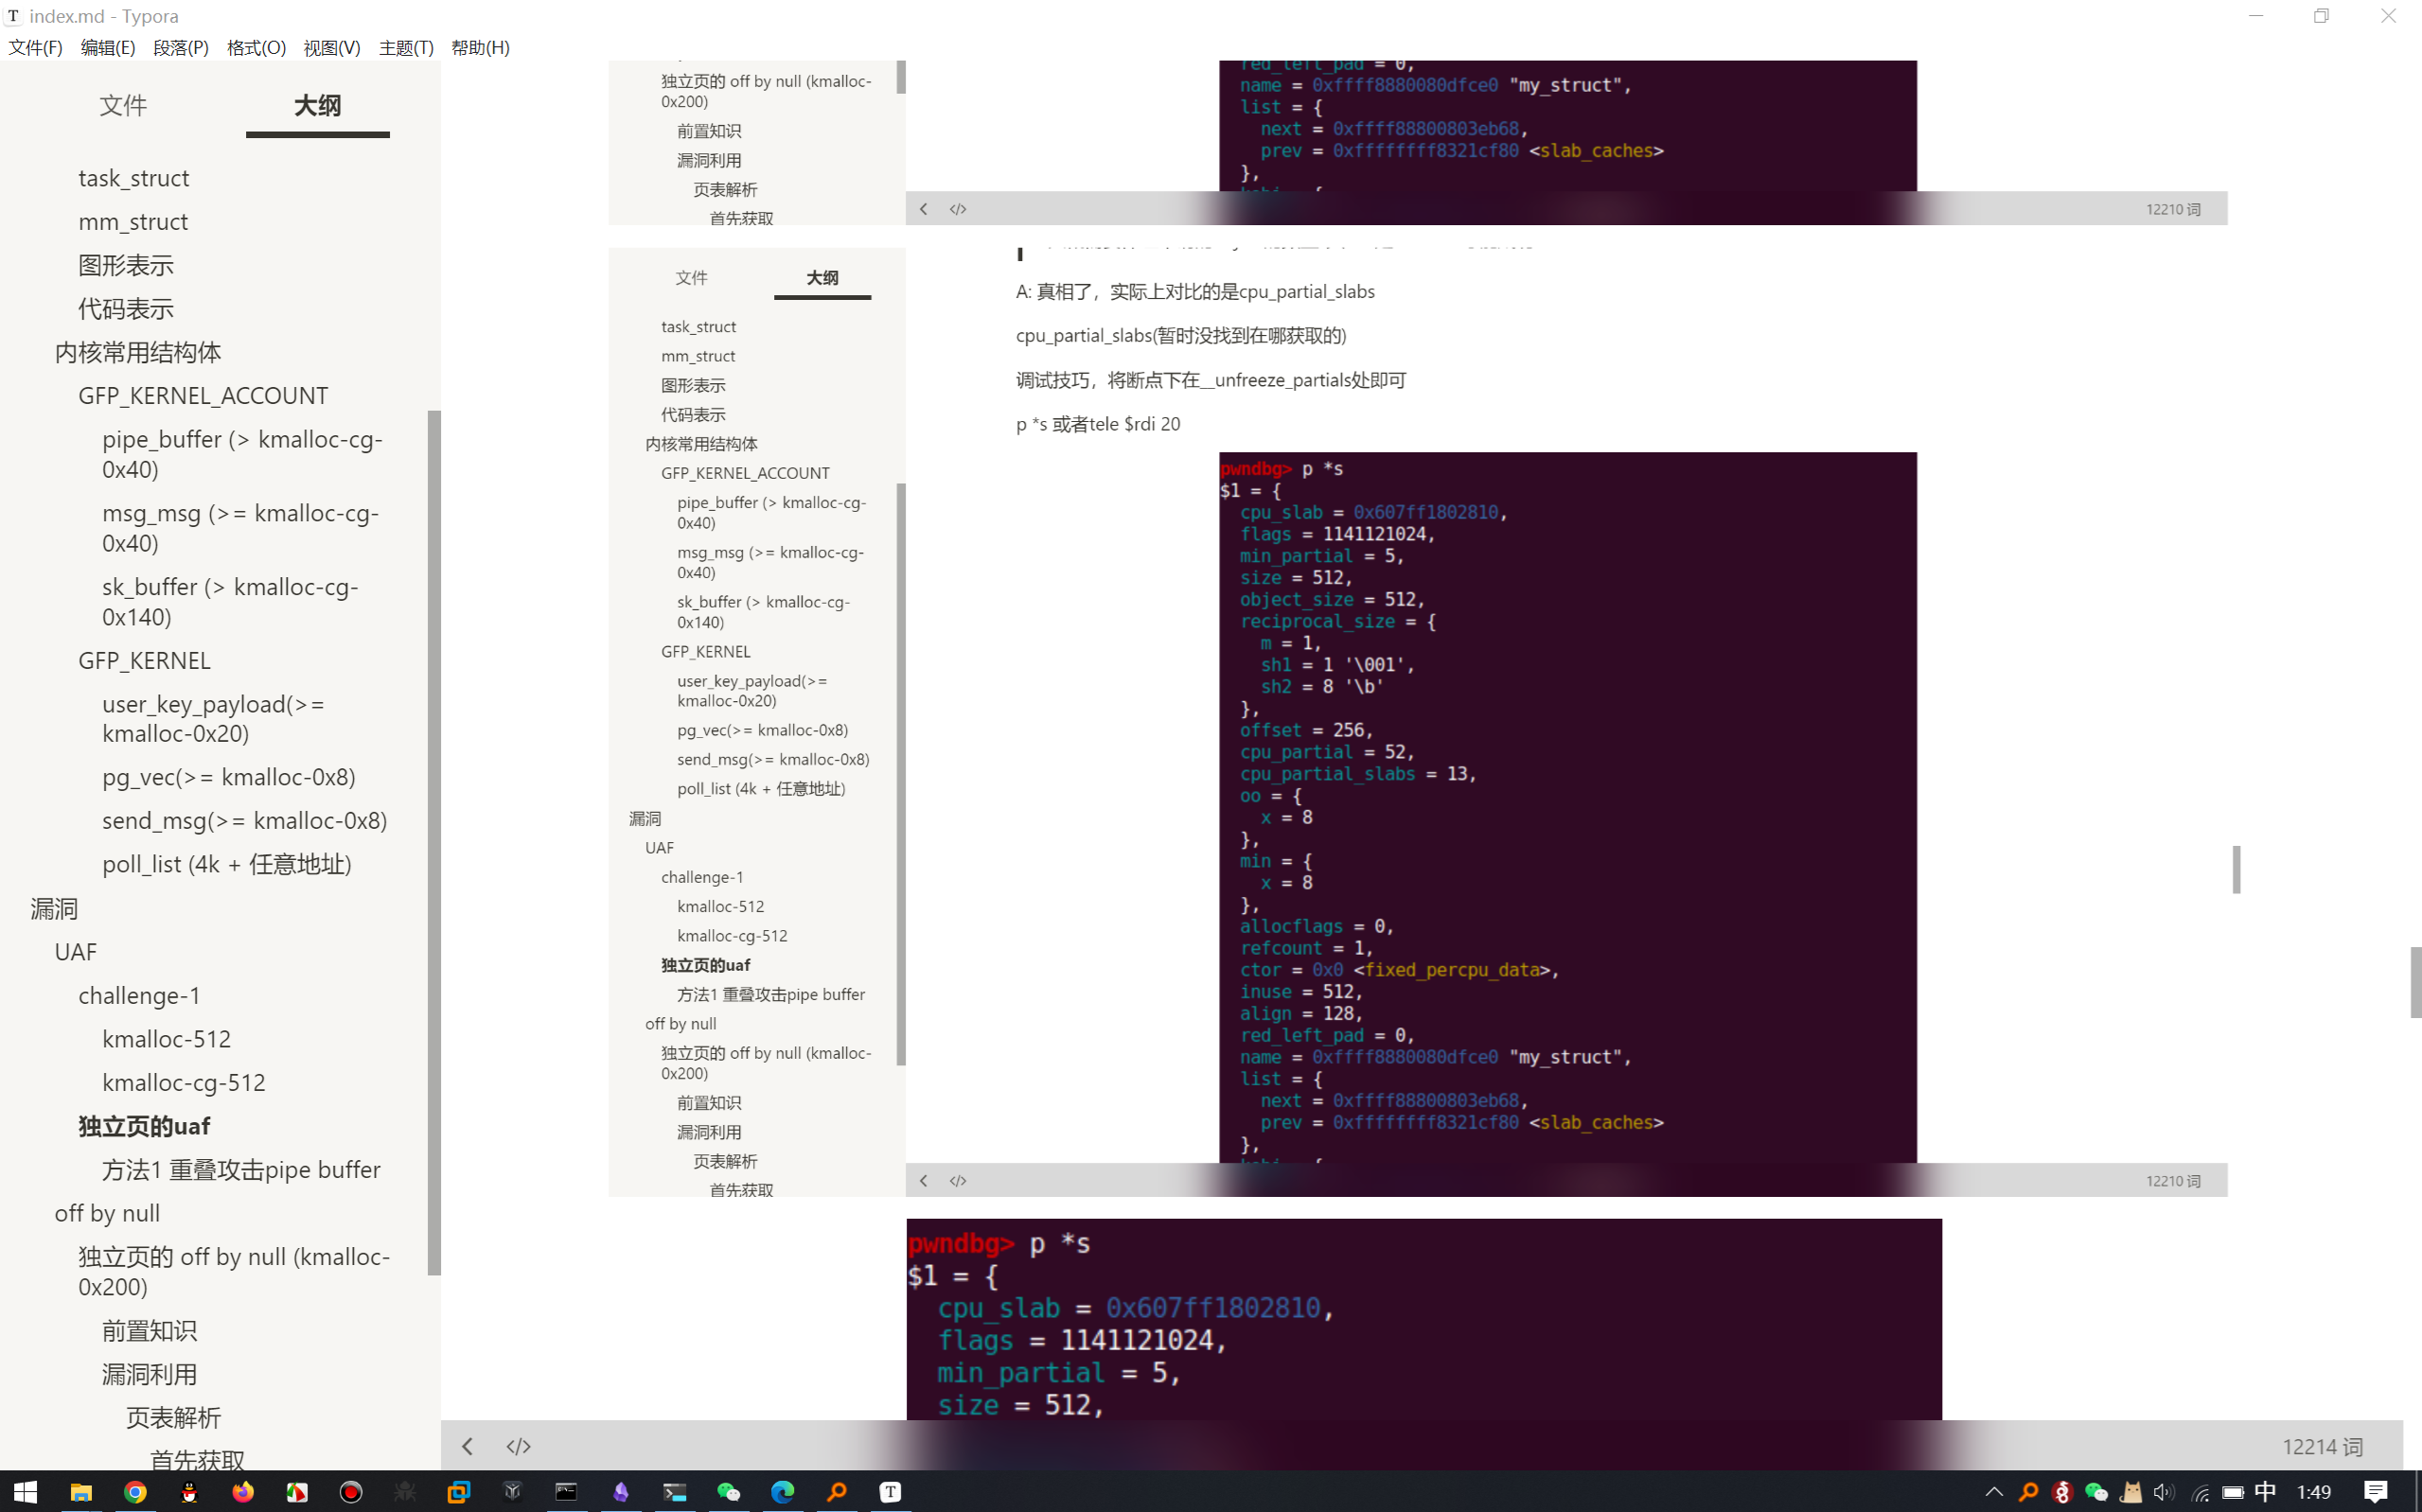 index.md - Typora
文件(F) 编辑(E) 段落(P) 格式(O) 视图(V) 主题(T) 帮助(H)
文件 大纲
task_struct
mm_struct
图形表示
代码表示
内核常用结构体
GFP_KERNEL_ACCOUNT
pipe_buffer (> kmalloc-cg-
0x40)
msg_msg (>= kmalloc-cg-
0x40)
sk_buffer (> kmalloc-cg-
0x140)
GFP_KERNEL
user_key_payload(>=
kmalloc-0x20)
pg_vec(>= kmalloc-0x8)
send_msg(>= kmalloc-0x8)
poll_list (4k + 任意地址)
漏洞
UAF
challenge-1
kmalloc-512
kmalloc-cg-512
独立页的uaf
方法1 重叠攻击pipe buffer
off by null
独立页的 off by null (kmalloc-
0x200)
前置知识
漏洞利用
页表解析
首先获取
独立页的 off by null (kmalloc-
0x200)
前置知识
漏洞利用
页表解析
首先获取
red_left_pad = 0,
name = 0xffff8880080dfce0 "my_struct",
list = {
next = 0xffff88800803eb68,
prev = 0xffffffff8321cf80 <slab_caches>
},
</>
12210 词
文件 大纲
task_struct
mm_struct
图形表示
代码表示
内核常用结构体
GFP_KERNEL_ACCOUNT
pipe_buffer (> kmalloc-cg-
0x40)
msg_msg (>= kmalloc-cg-
0x40)
sk_buffer (> kmalloc-cg-
0x140)
GFP_KERNEL
user_key_payload(>=
kmalloc-0x20)
pg_vec(>= kmalloc-0x8)
send_msg(>= kmalloc-0x8)
poll_list (4k + 任意地址)
漏洞
UAF
challenge-1
kmalloc-512
kmalloc-cg-512
独立页的uaf
方法1 重叠攻击pipe buffer
off by null
独立页的 off by null (kmalloc-
0x200)
前置知识
漏洞利用
页表解析
首先获取
A: 真相了，实际上对比的是cpu_partial_slabs
cpu_partial_slabs(暂时没找到在哪获取的)
调试技巧，将断点下在__unfreeze_partials处即可
p *s 或者tele $rdi 20
pwndbg> p *s
$1 = {
cpu_slab = 0x607ff1802810,
flags = 1141121024,
min_partial = 5,
size = 512,
object_size = 512,
reciprocal_size = {
m = 1,
sh1 = 1 '\001',
sh2 = 8 '\b'
},
offset = 256,
cpu_partial = 52,
cpu_partial_slabs = 13,
oo = {
x = 8
},
min = {
x = 8
},
allocflags = 0,
refcount = 1,
ctor = 0x0 <fixed_percpu_data>,
inuse = 512,
align = 128,
red_left_pad = 0,
name = 0xffff8880080dfce0 "my_struct",
list = {
next = 0xffff88800803eb68,
prev = 0xffffffff8321cf80 <slab_caches>
},
</>
12210 词
pwndbg> p *s
$1 = {
cpu_slab = 0x607ff1802810,
flags = 1141121024,
min_partial = 5,
size = 512,
</>
12214 词
中 1:49